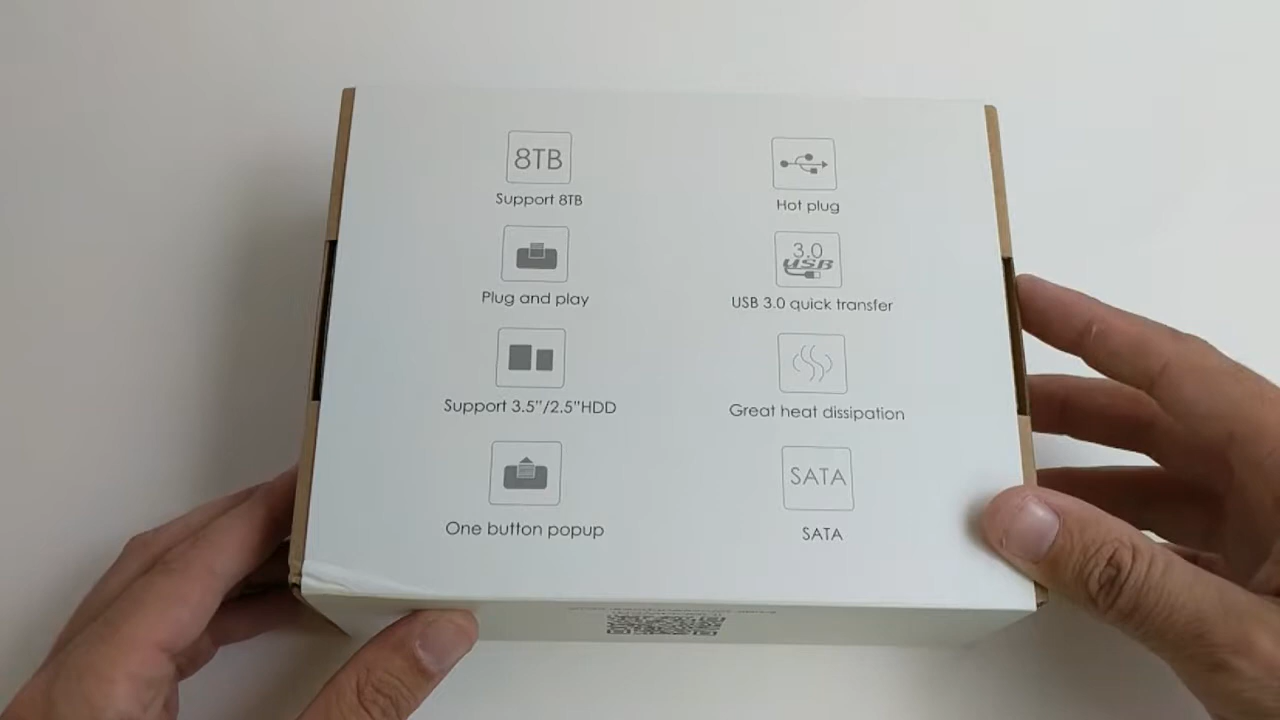 8TB
Support 8TB
Hot plug
Plug and play
3.0
USB
USB 3.0 quick transfer
Support 3.5”/2.5”HDD
Great heat dissipation
One button popup
SATA
SATA